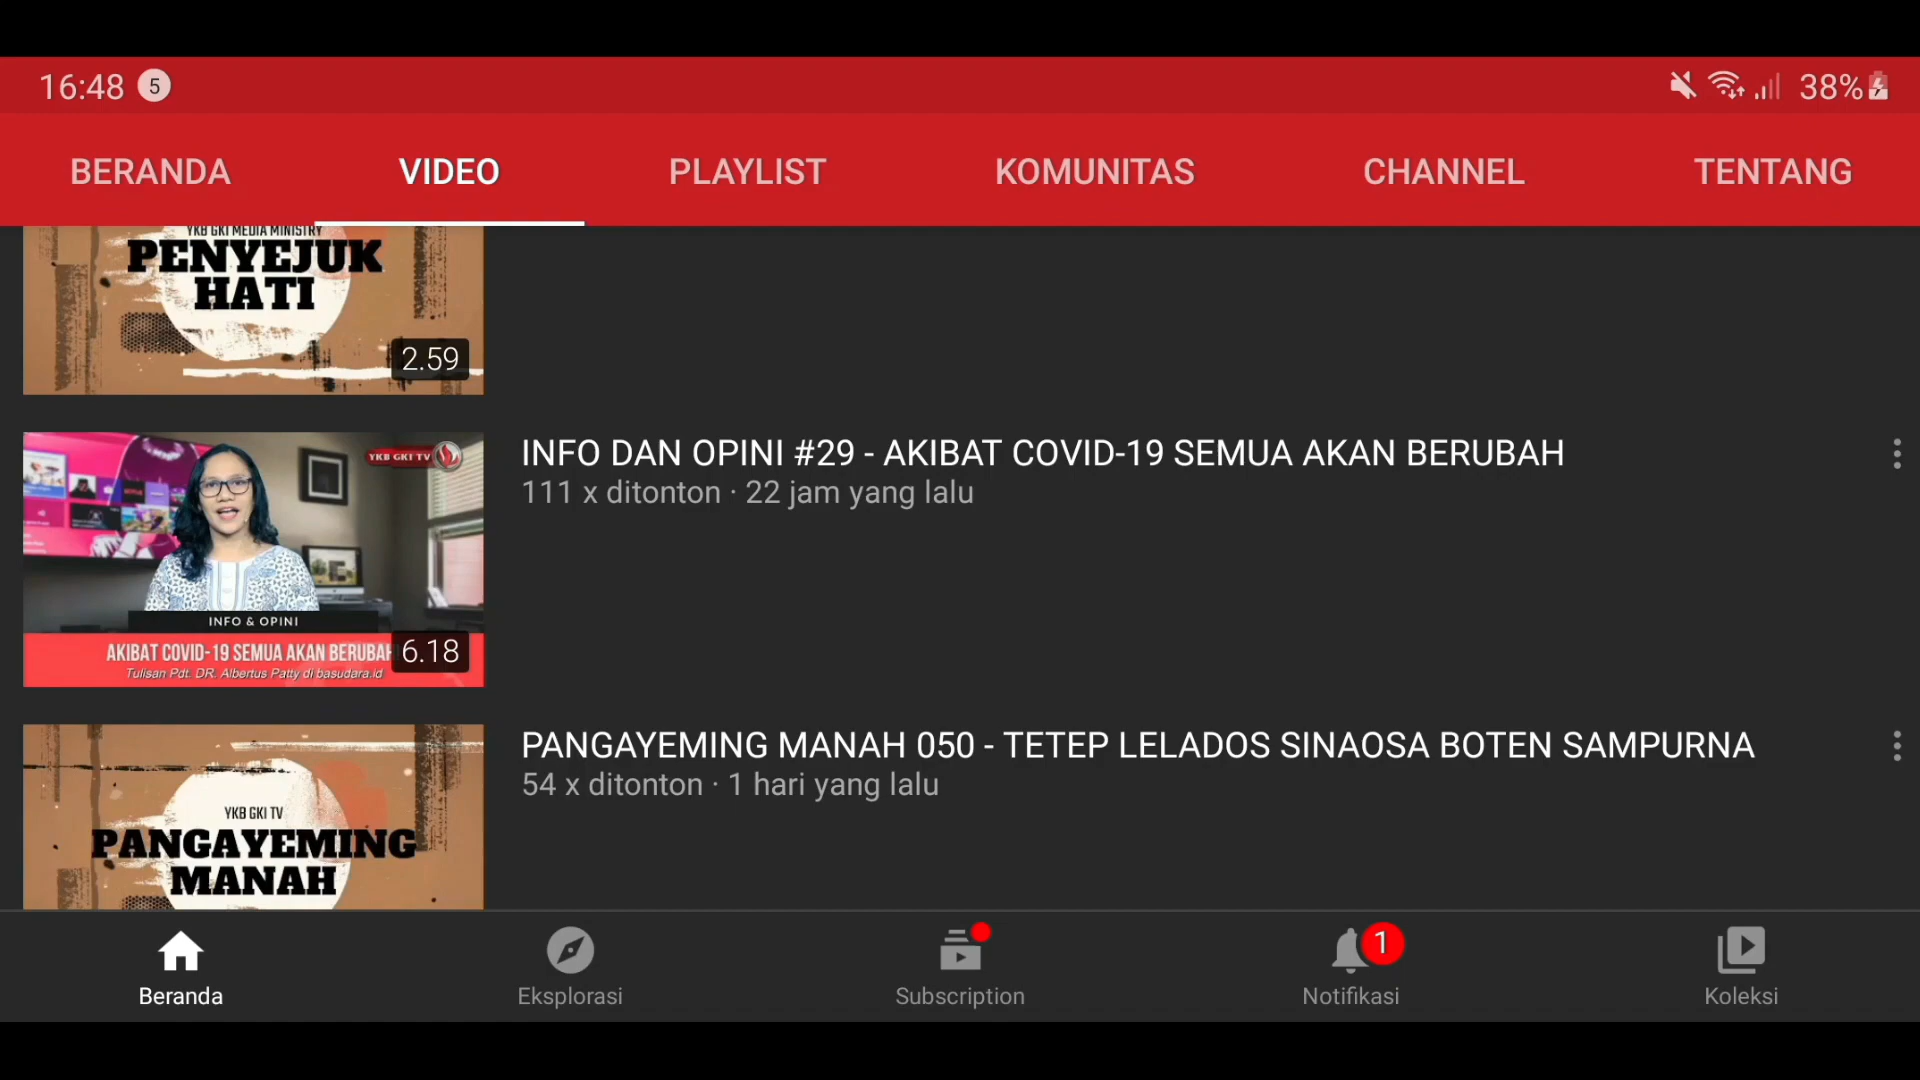 16:48 5
38%
BERANDA VIDEO PLAYLIST KOMUNITAS CHANNEL TENTANG
YKB GKI MEDIA MINISTRY
PENYEJUK
HATI
2.59
YKB GKI TV
INFO & OPINI
AKIBAT COVID-19 SEMUA AKAN BERUBAH
6.18
Tulisan Pdt. DR. Albertus Patty di basudara.id
INFO DAN OPINI #29 - AKIBAT COVID-19 SEMUA AKAN BERUBAH
111 x ditonton · 22 jam yang lalu
YKB GKI TV
PANGAYEMING
MANAH
PANGAYEMING MANAH 050 - TETEP LELADOS SINAOSA BOTEN SAMPURNA
54 x ditonton · 1 hari yang lalu
1
Beranda Eksplorasi Subscription Notifikasi Koleksi